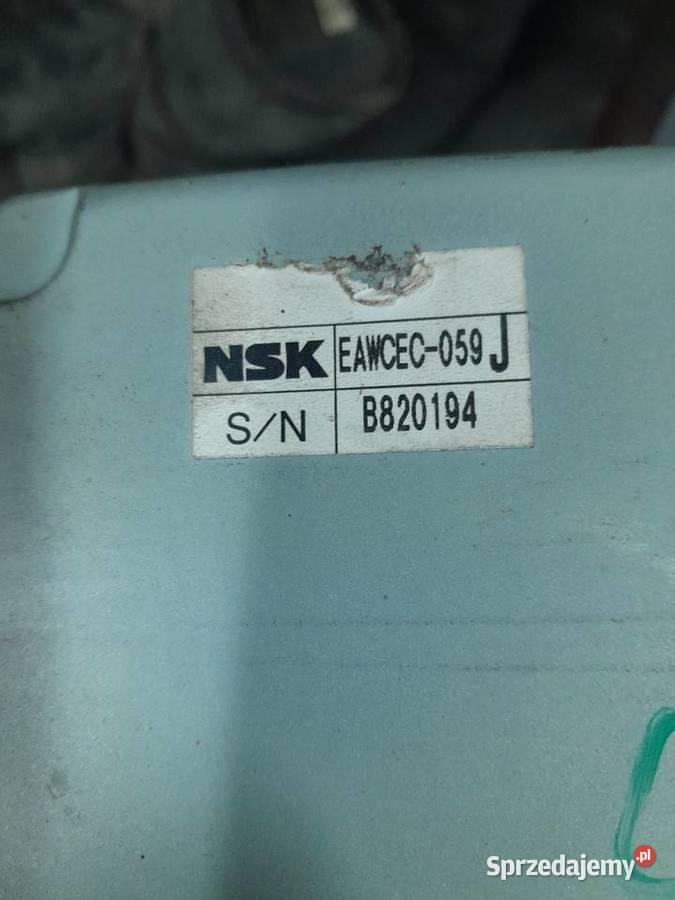 NSK EAWCEC-059 J
S/N B820194
Sprzedajemy.pl